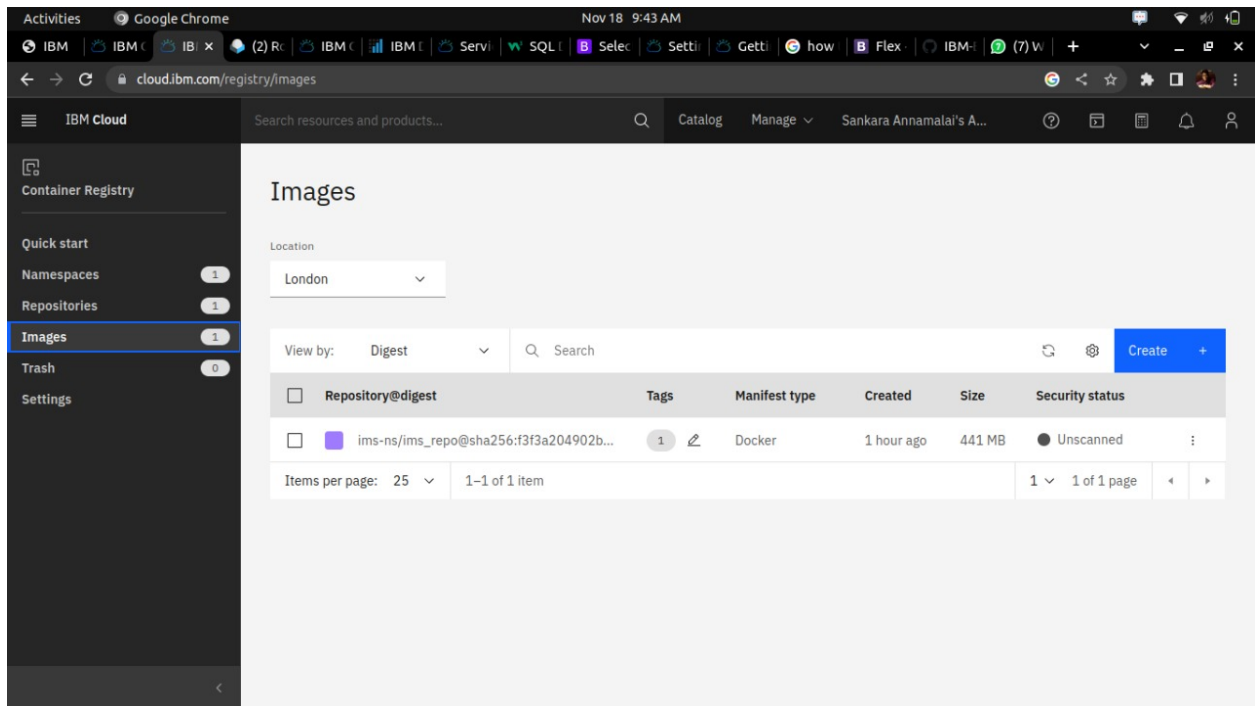 Activities Google Chrome Nov 18 9:43 AM
IBM IBM C IBI (2) Rc IBM C IBM D Servi SQL Selec Settin Getti how Flex IBM-E (7) W
cloud.ibm.com/registry/images
IBM Cloud Search resources and products... Catalog Manage Sankara Annamalai's A...
Container Registry
Quick start
Namespaces 1
Repositories 1
Images 1
Trash 0
Settings
Images
Location
London
View by: Digest Search Create +
Repository@digest Tags Manifest type Created Size Security status
ims-ns/ims_repo@sha256:f3f3a204902b... 1 Docker 1 hour ago 441 MB Unscanned
Items per page: 25 1–1 of 1 item 1 1 of 1 page